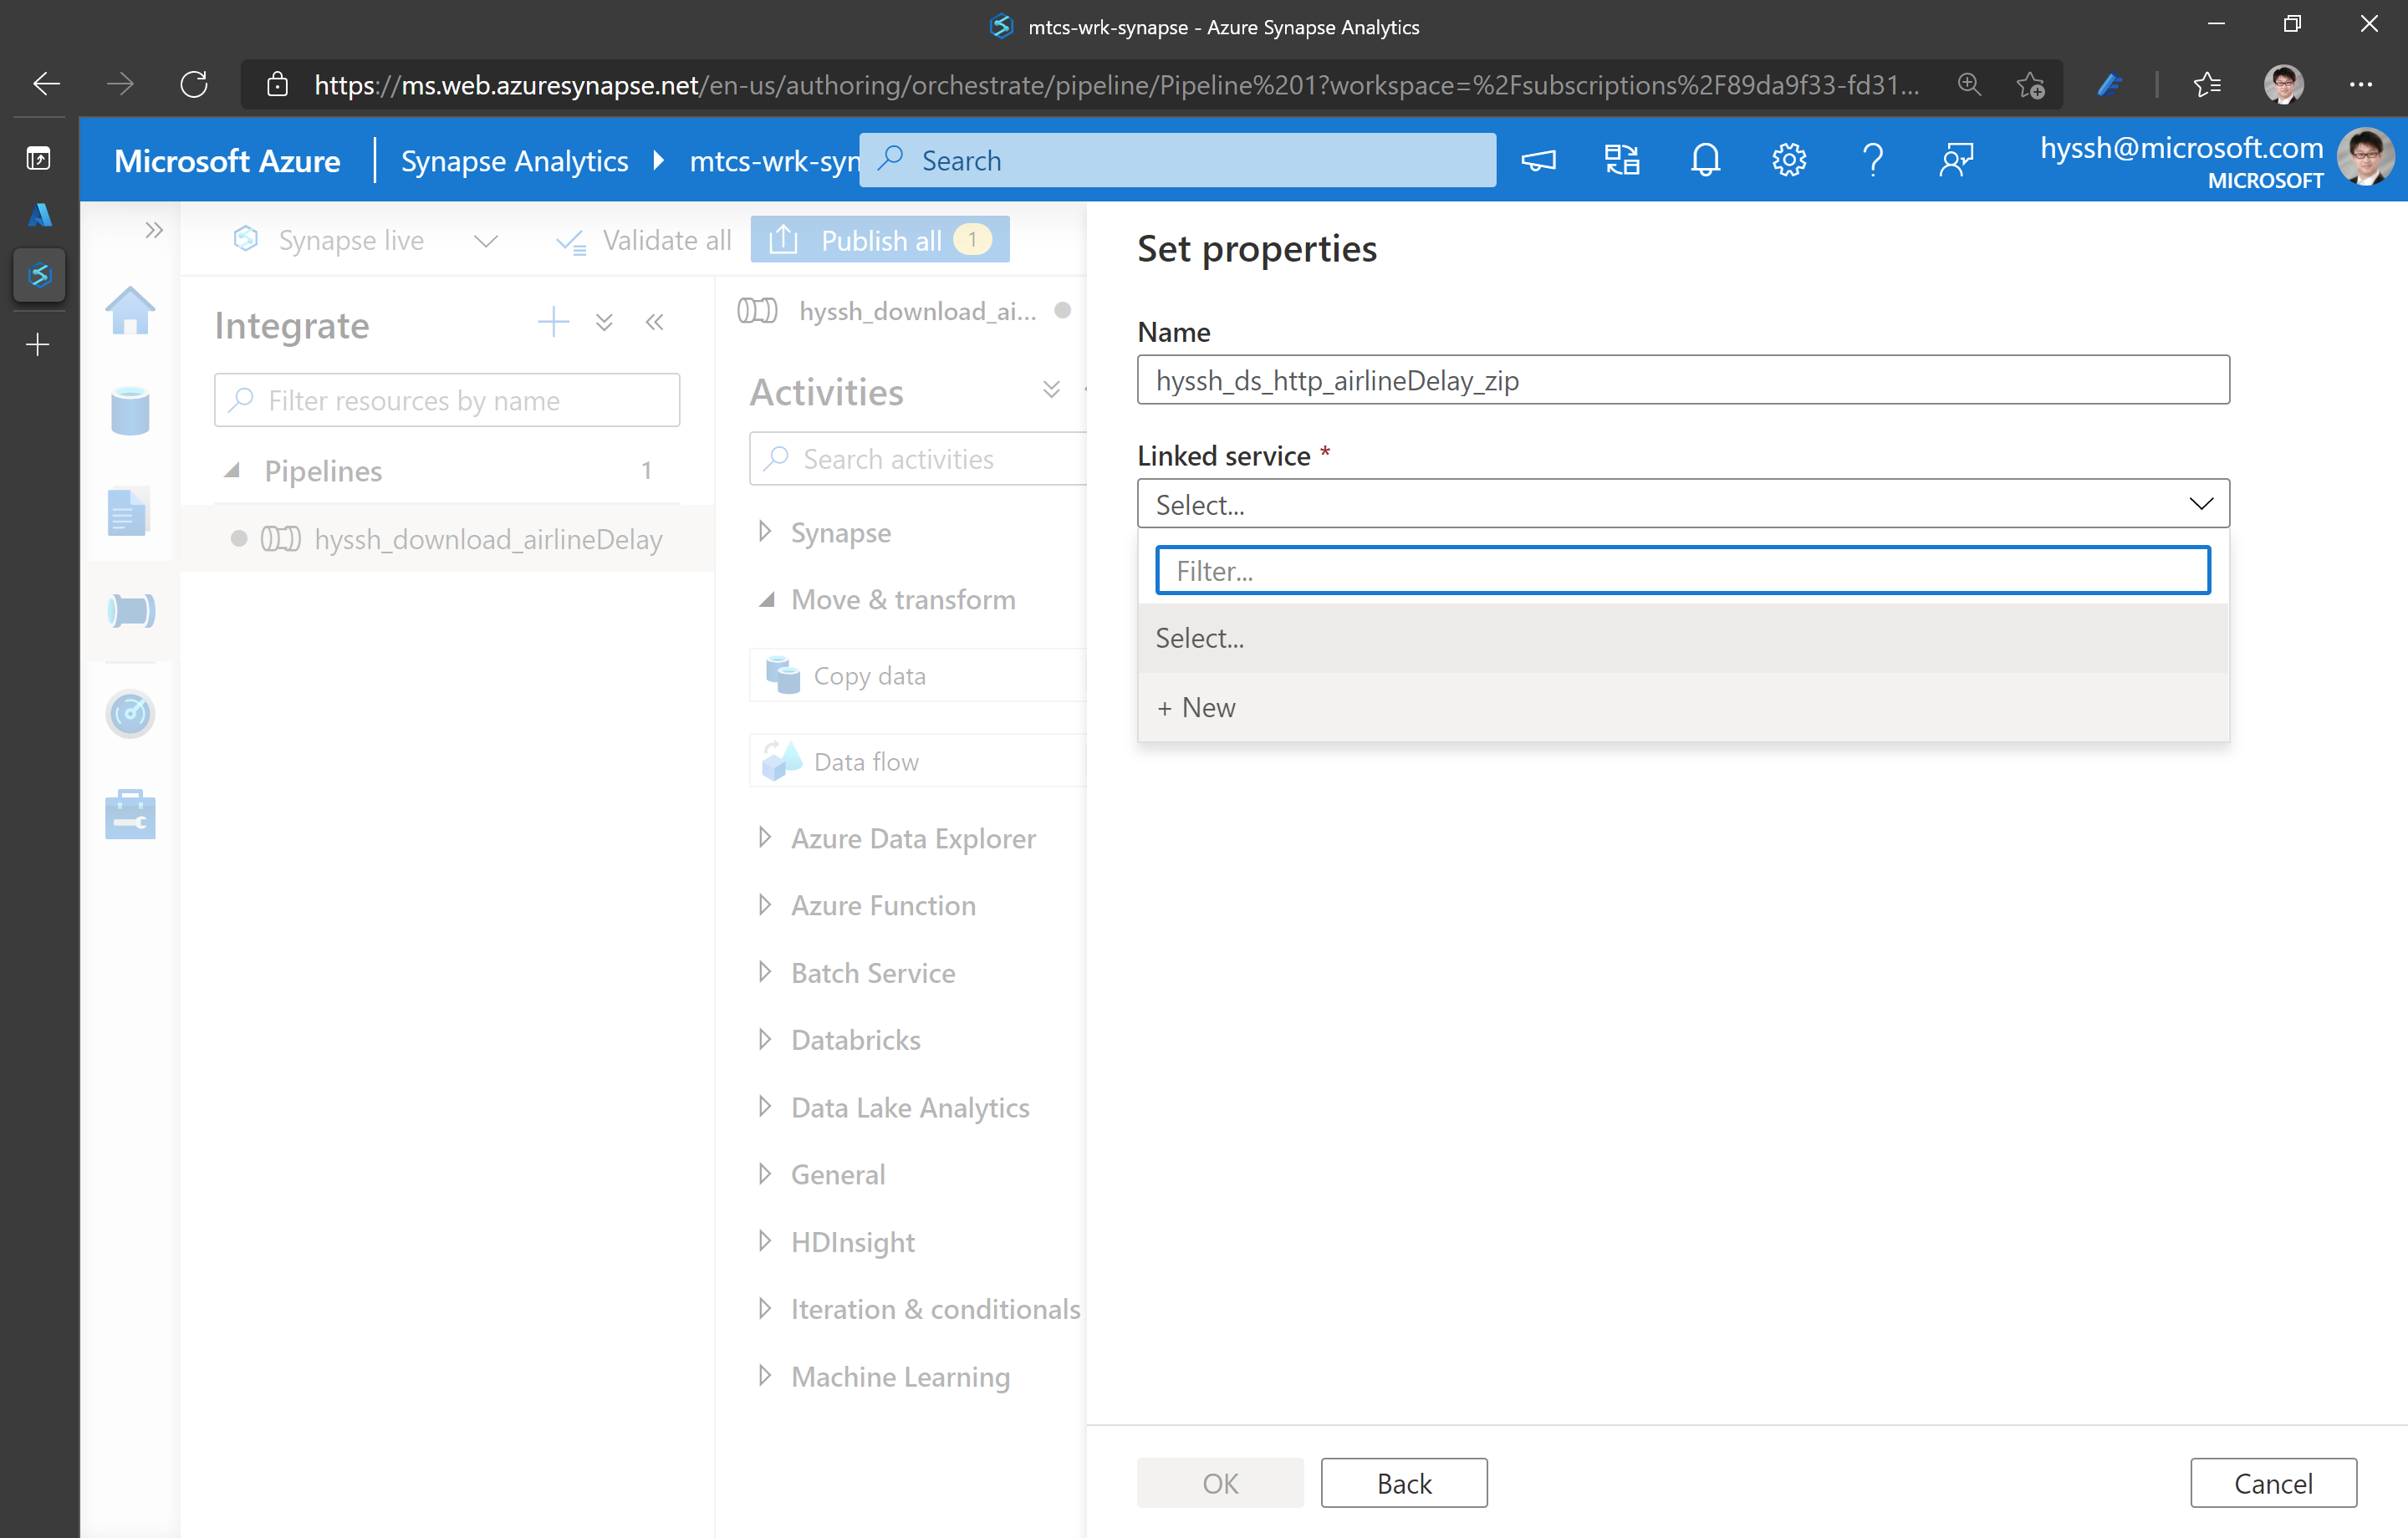 mtcs-wrk-synapse - Azure Synapse Analytics
https://ms.web.azuresynapse.net/en-us/authoring/orchestrate/pipeline/Pipeline%201?workspace=%2Fsubscriptions%2F89da9f33-fd31...
Microsoft Azure
Synapse Analytics
mtcs-wrk-syn
Search
hyssh@microsoft.com
MICROSOFT
Synapse live
Validate all
Publish all
1
Integrate
Filter resources by name
Pipelines
1
hyssh_download_airlineDelay
hyssh_download_ai...
Activities
Search activities
Synapse
Move & transform
Copy data
Data flow
Azure Data Explorer
Azure Function
Batch Service
Databricks
Data Lake Analytics
General
HDInsight
Iteration & conditionals
Machine Learning
Set properties
Name
hyssh_ds_http_airlineDelay_zip
Linked service *
Select...
Filter...
Select...
+ New
OK
Back
Cancel